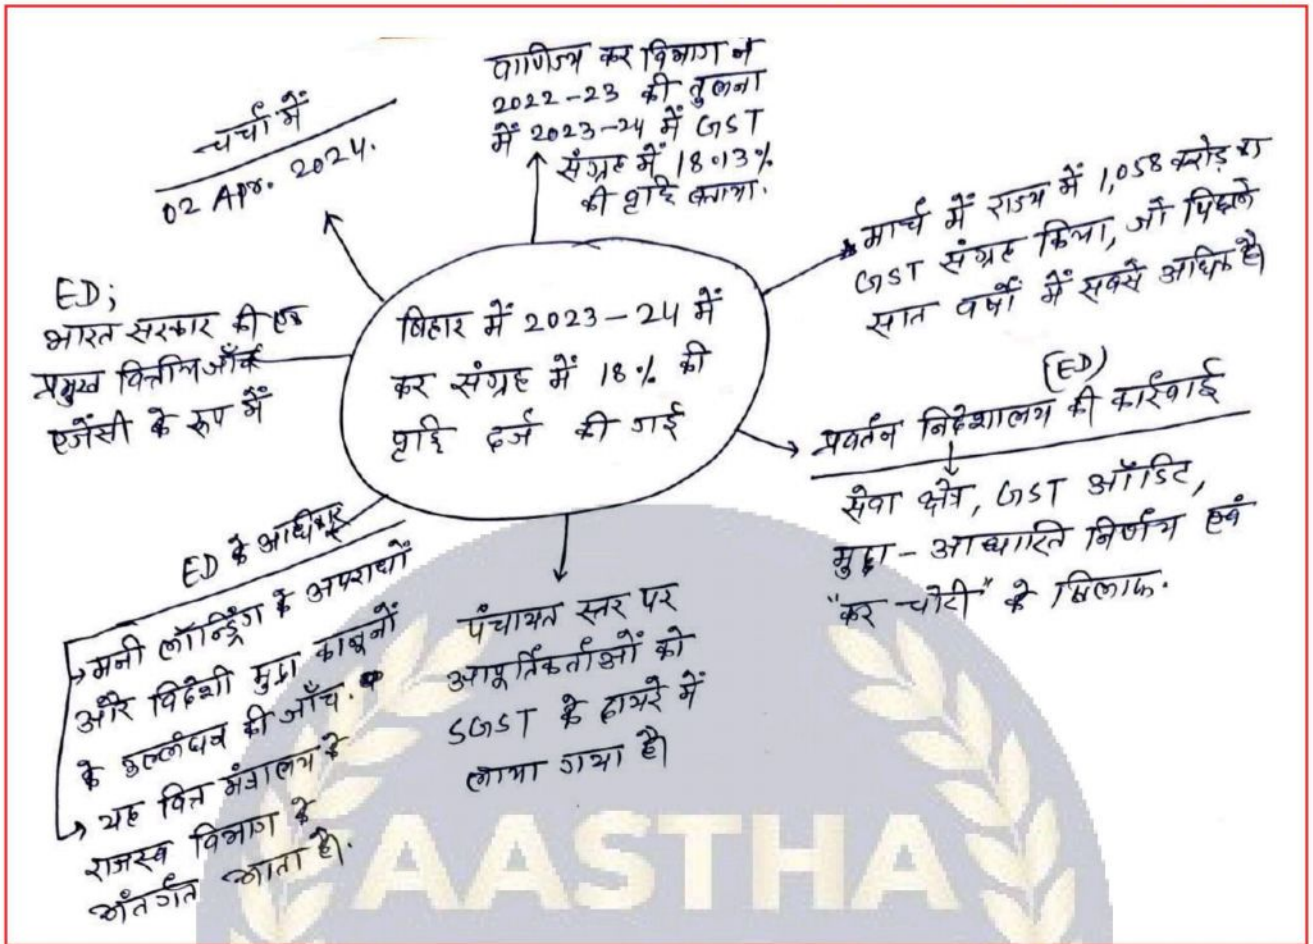 चर्चा में
02 Apr. 2024.
वाणिज्य कर विभाग ने
2022-23 की तुलना
में 2023-24 में GST
संग्रह में 18.13%
की वृद्धि बताया.
मार्च में राज्य में 1,058 करोड़ का
GST संग्रह किया, जो पिछले
सात वर्षों में सबसे अधिक है।
ED;
भारत सरकार की एक
प्रमुख वित्तीय जाँच
एजेंसी के रूप में
बिहार में 2023-24 में
कर संग्रह में 18% की
वृद्धि दर्ज की गई
(ED)
प्रवर्तन निदेशालय की कार्रवाई
सेवा क्षेत्र, GST ऑडिट,
मुद्दा-आधारित निर्णय एवं
"कर चोरी" के खिलाफ.
ED के अधिकार
मनी लॉन्ड्रिंग के अपराधों
और विदेशी मुद्रा कानूनों
के उल्लंघन की जाँच.
यह वित्त मंत्रालय के
राजस्व विभाग के
अंतर्गत आता है।
पंचायत स्तर पर
आपूर्तिकर्ताओं को
SGST के दायरे में
लाया गया है।
AASTHA